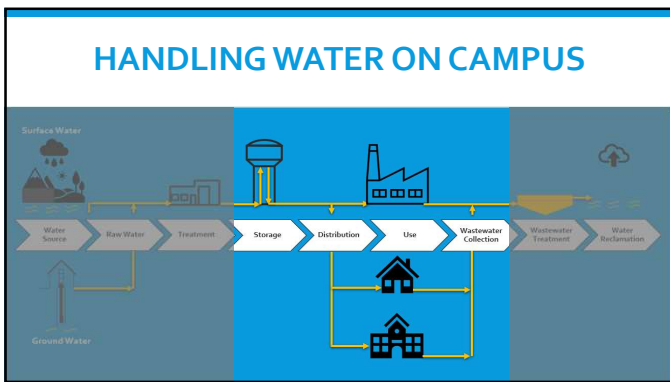 HANDLING WATER ON CAMPUS
Surface Water
Water
Source
Raw Water
Treatment
Storage
Distribution
Use
Wastewater
Collection
Wastewater
Treatment
Water
Reclamation
Ground Water